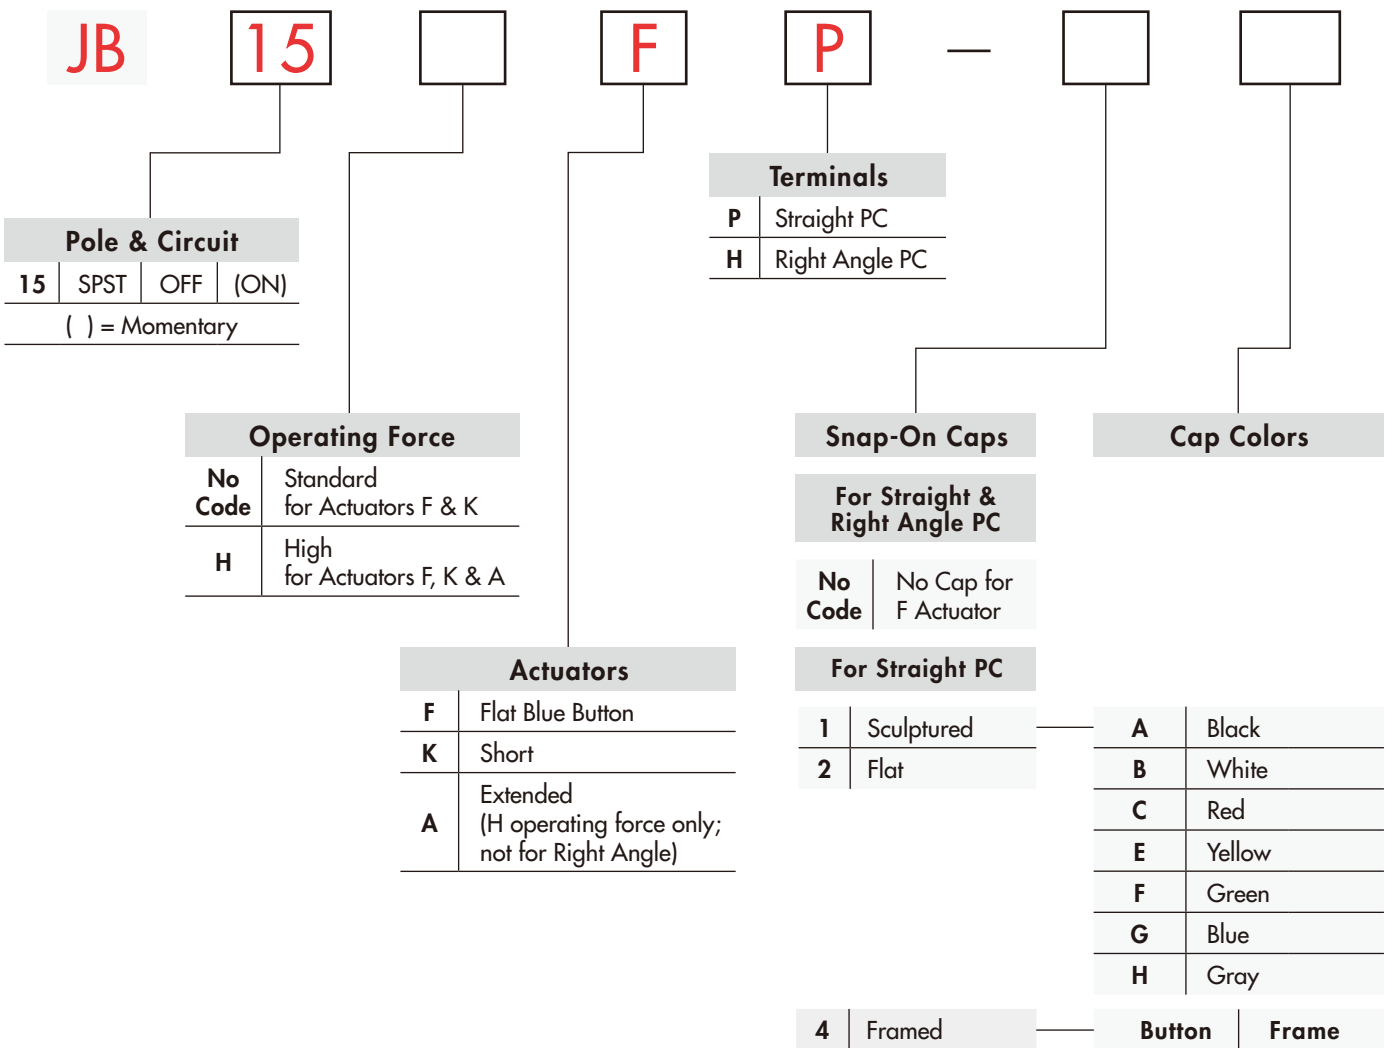 JB 15 F P —
Terminals
P Straight PC
H Right Angle PC
Pole & Circuit
15 SPST OFF (ON)
( ) = Momentary
Operating Force
No Code Standard
for Actuators F & K
H High
for Actuators F, K & A
Actuators
F Flat Blue Button
K Short
A Extended
(H operating force only;
not for Right Angle)
Snap-On Caps
For Straight &
Right Angle PC
No Code No Cap for
F Actuator
For Straight PC
1 Sculptured
2 Flat
4 Framed
Cap Colors
A Black
B White
C Red
E Yellow
F Green
G Blue
H Gray
Button Frame